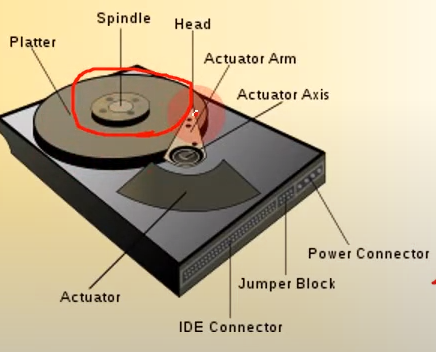 Spindle
Head
Platter
Actuator Arm
Actuator Axis
Power Connector
Jumper Block
Actuator
IDE Connector